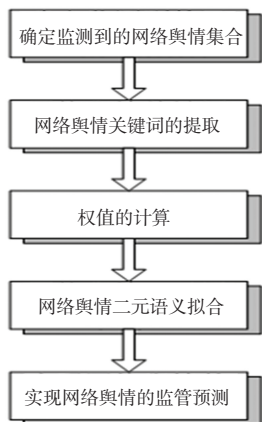 确定监测到的网络舆情集合
网络舆情关键词的提取
权值的计算
网络舆情二元语义拟合
实现网络舆情的监管预测